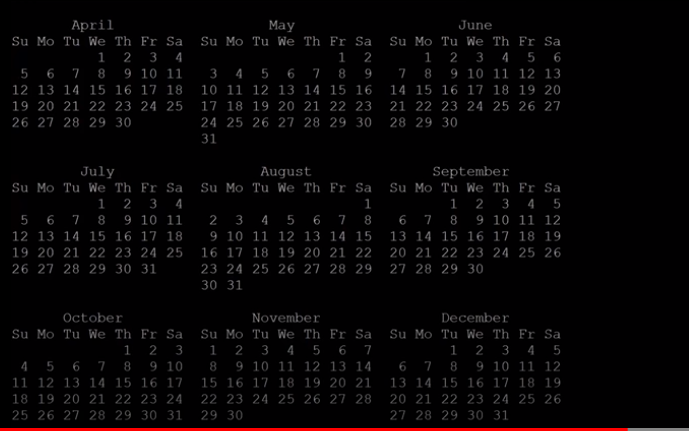 April May June
Su Mo Tu We Th Fr Sa Su Mo Tu We Th Fr Sa Su Mo Tu We Th Fr Sa
1 2 3 4 1 2 1 2 3 4 5 6
5 6 7 8 9 10 11 3 4 5 6 7 8 9 7 8 9 10 11 12 13
12 13 14 15 16 17 18 10 11 12 13 14 15 16 14 15 16 17 18 19 20
19 20 21 22 23 24 25 17 18 19 20 21 22 23 21 22 23 24 25 26 27
26 27 28 29 30 24 25 26 27 28 29 30 28 29 30
31
July August September
Su Mo Tu We Th Fr Sa Su Mo Tu We Th Fr Sa Su Mo Tu We Th Fr Sa
1 2 3 4 1 1 2 3 4 5
5 6 7 8 9 10 11 2 3 4 5 6 7 8 6 7 8 9 10 11 12
12 13 14 15 16 17 18 9 10 11 12 13 14 15 13 14 15 16 17 18 19
19 20 21 22 23 24 25 16 17 18 19 20 21 22 20 21 22 23 24 25 26
26 27 28 29 30 31 23 24 25 26 27 28 29 27 28 29 30
30 31
October November December
Su Mo Tu We Th Fr Sa Su Mo Tu We Th Fr Sa Su Mo Tu We Th Fr Sa
1 2 3 1 2 3 4 5 6 7 1 2 3 4 5
4 5 6 7 8 9 10 8 9 10 11 12 13 14 6 7 8 9 10 11 12
11 12 13 14 15 16 17 15 16 17 18 19 20 21 13 14 15 16 17 18 19
18 19 20 21 22 23 24 22 23 24 25 26 27 28 20 21 22 23 24 25 26
25 26 27 28 29 30 31 29 30 27 28 29 30 31